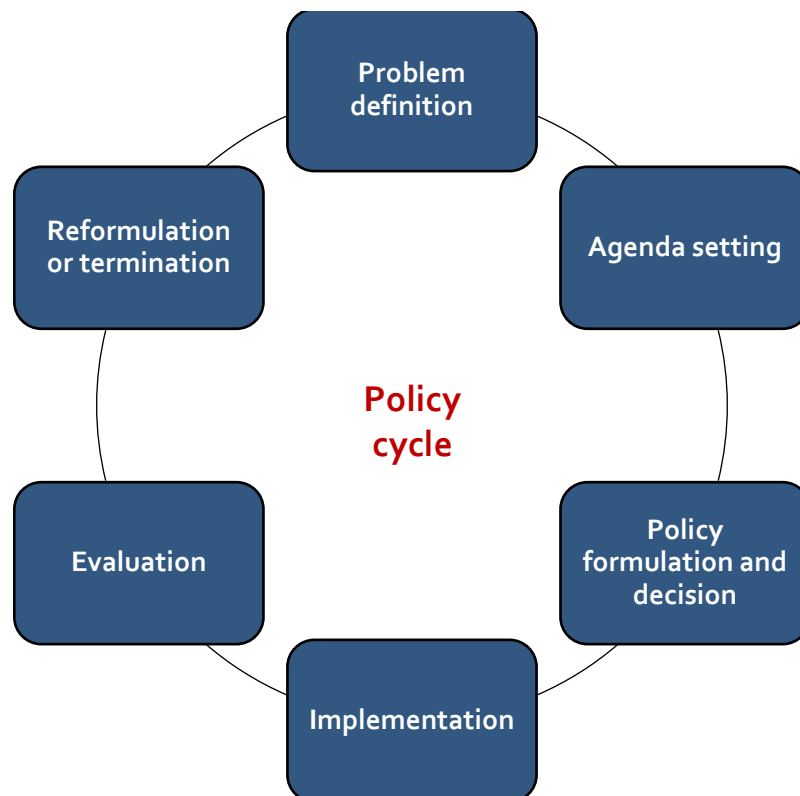 Problem
definition
Agenda setting
Policy
formulation and
decision
Implementation
Evaluation
Reformulation
or termination
Policy
cycle